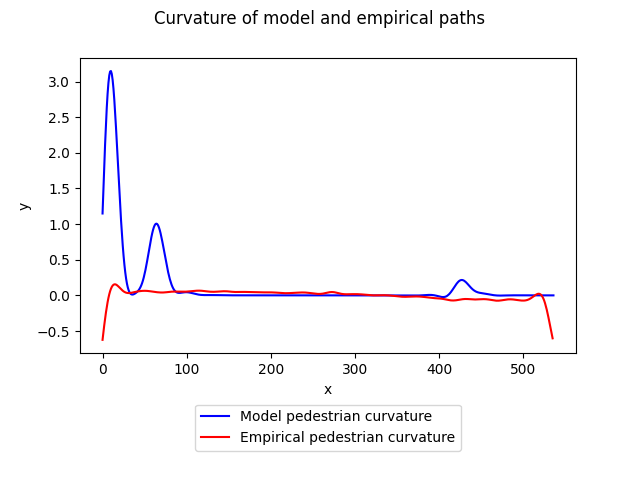 Curvature of model and empirical paths
3.0
2.5
2.0
1.5
1.0
0.5
0.0
−0.5
y
0 100 200 300 400 500
x
Model pedestrian curvature
Empirical pedestrian curvature